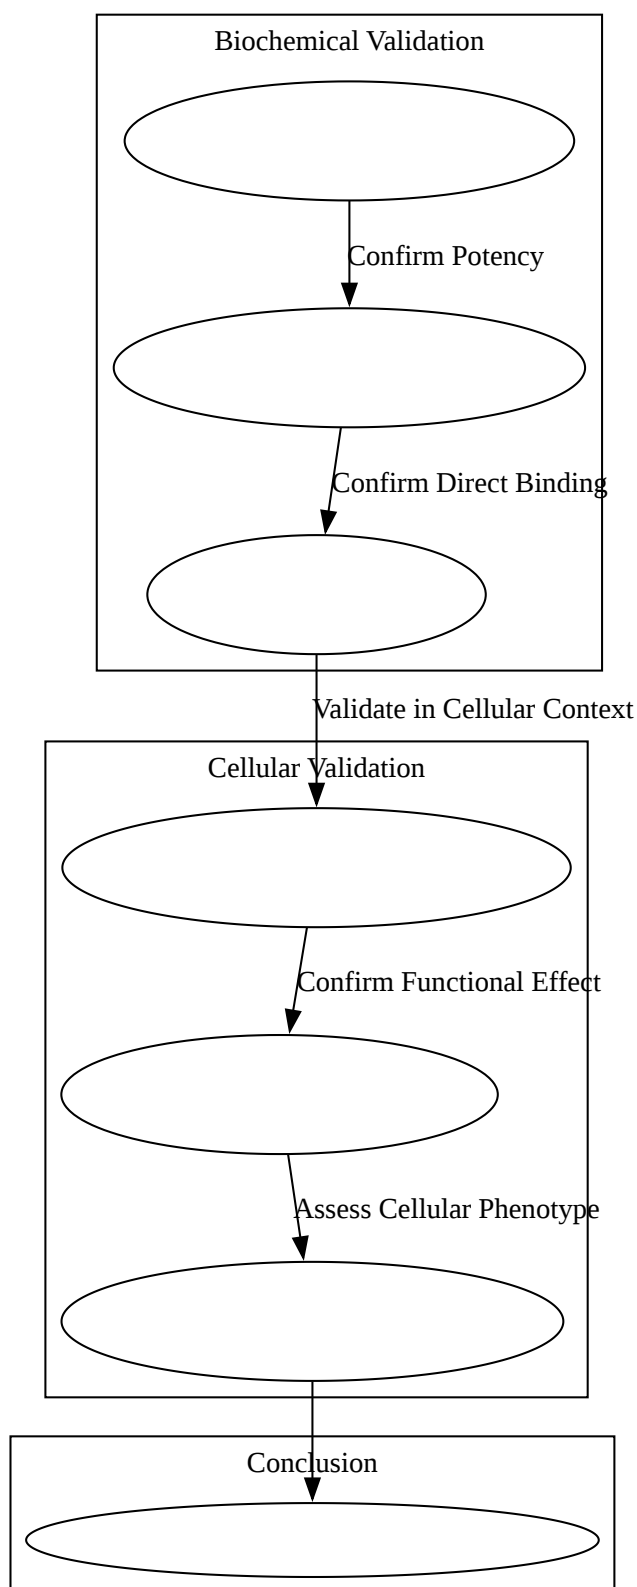 Biochemical Validation
Confirm Potency
Confirm Direct Binding
Validate in Cellular Context
Cellular Validation
Confirm Functional Effect
Assess Cellular Phenotype
Conclusion